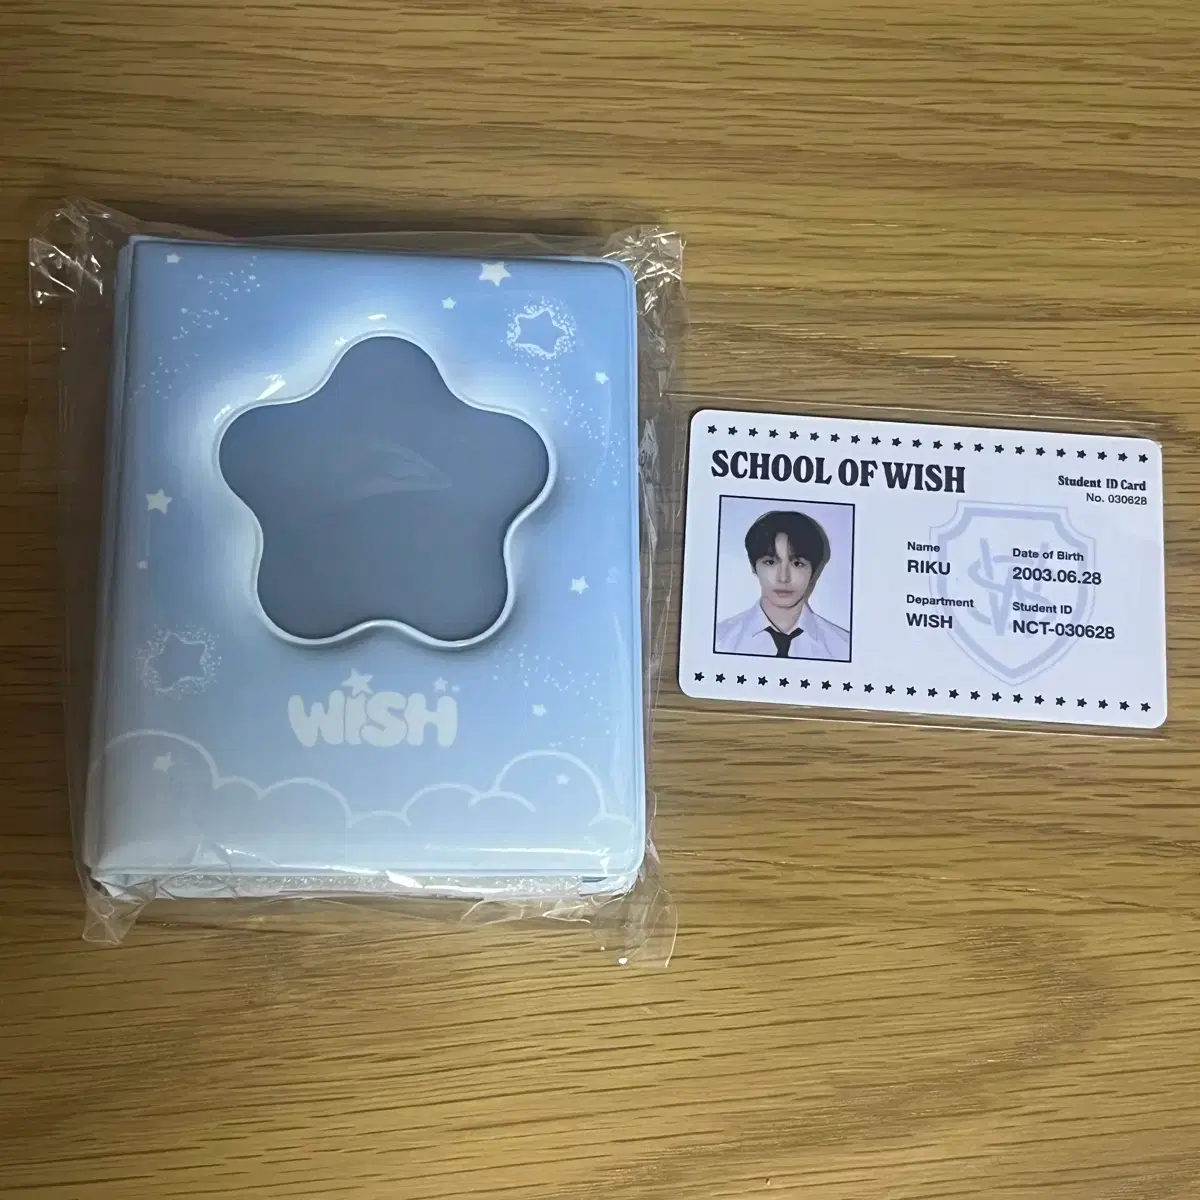 WISH
SCHOOL OF WISH
Student ID Card
No. 030628
Name
RIKU
Date of Birth
2003.06.28
Department
WISH
Student ID
NCT-030628